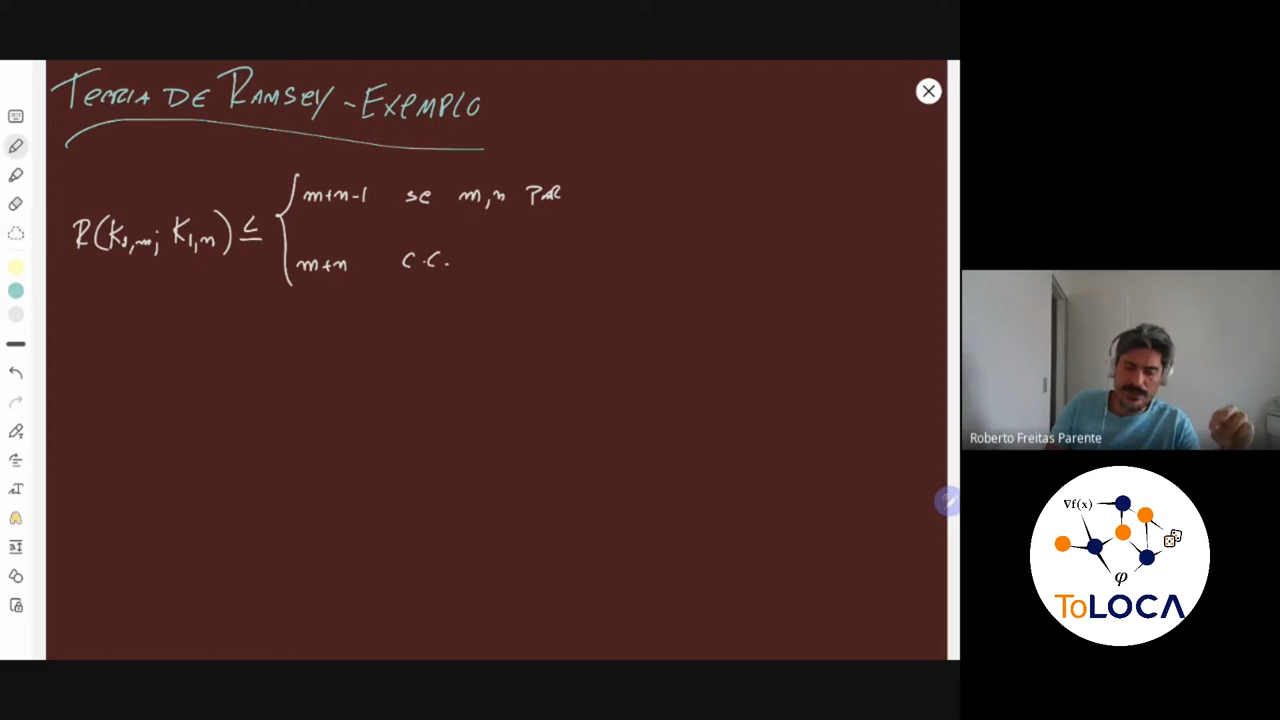 TEORIA DE RAMSEY - EXEMPLO
R(K1,m; K1,n) ≤ { m+n-1 se m,n PAR
m+n c.c.
Roberto Freitas Parente
∇f(x)
φ
ToLOCA